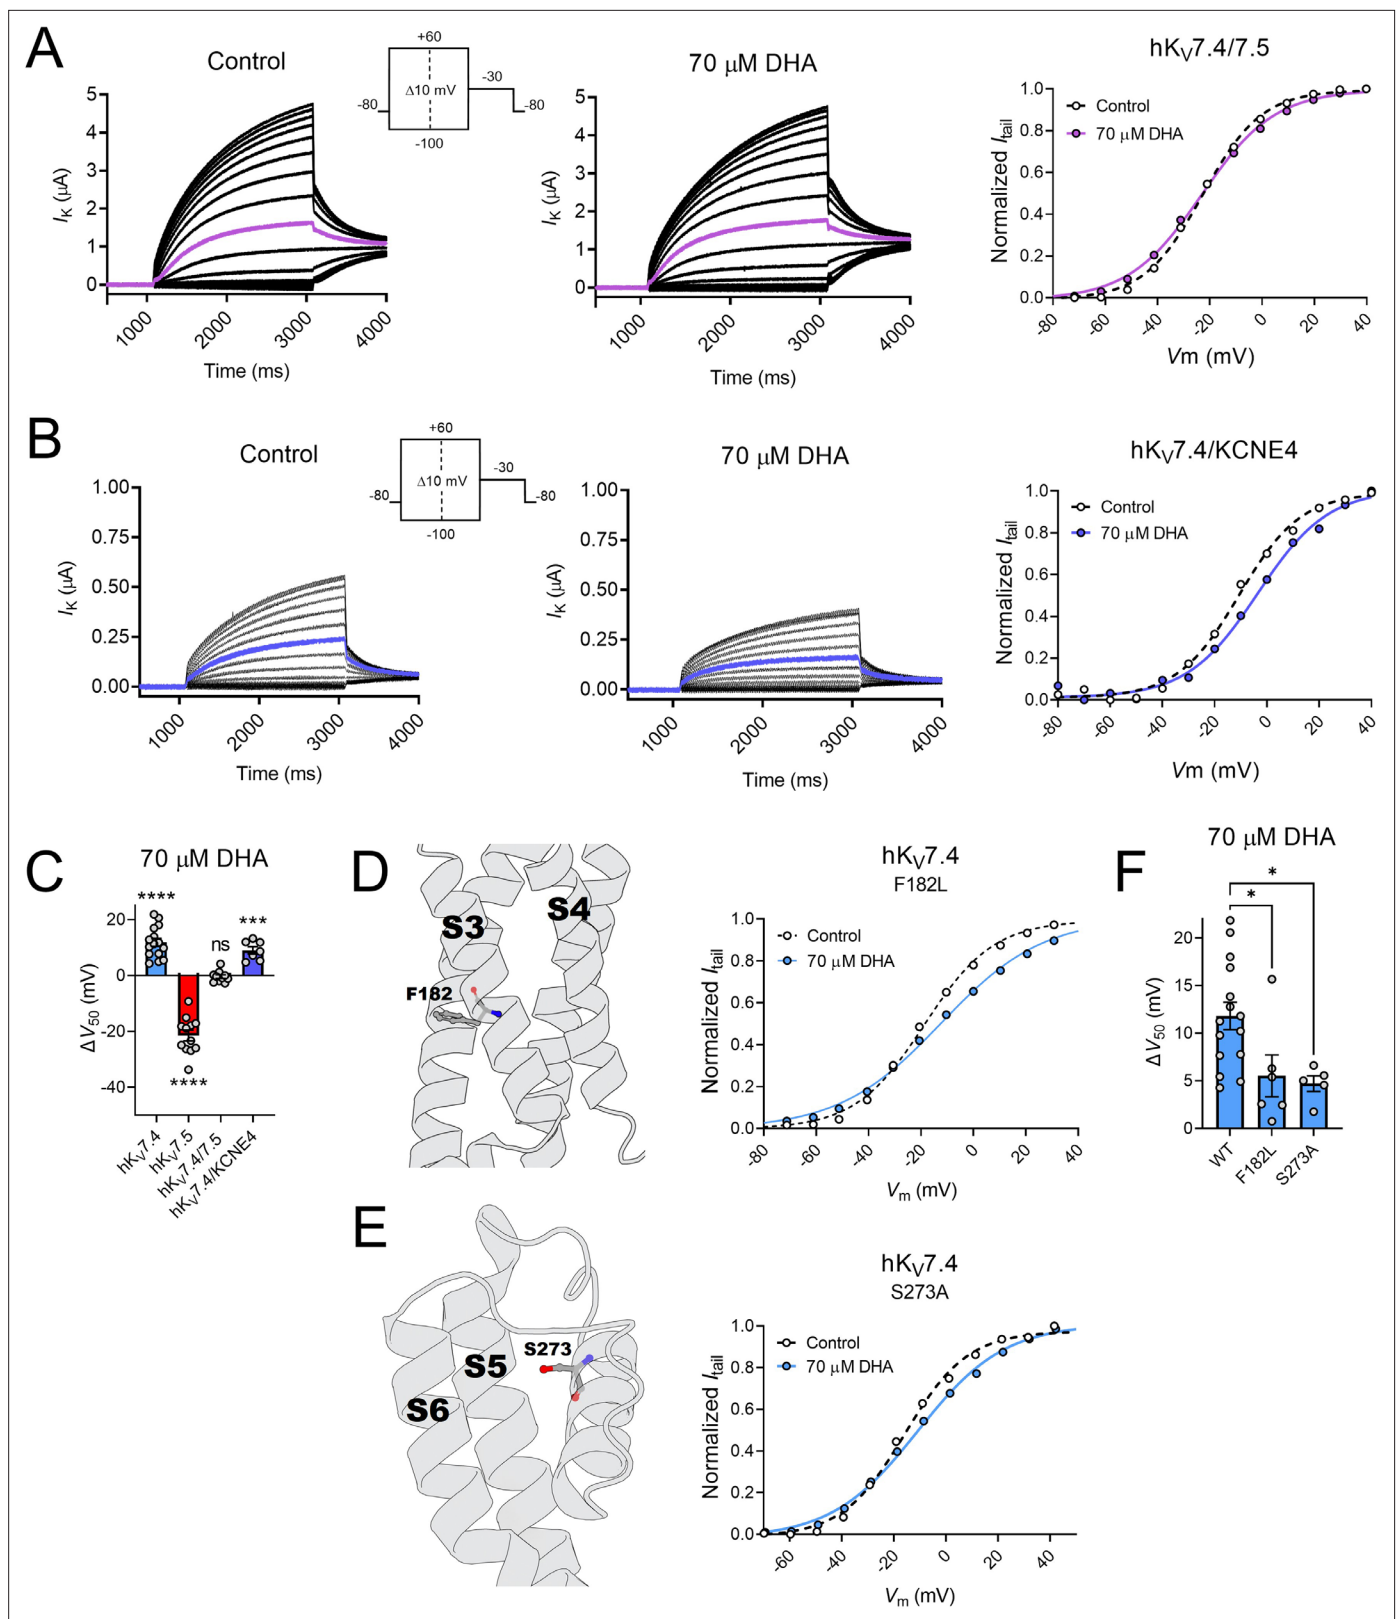 A
Control
+60
Δ10 mV
-80
-30
-80
-100
I_K (μA)
5
4
3
2
1
0
1000
2000
3000
4000
Time (ms)
70 μM DHA
I_K (μA)
5
4
3
2
1
0
1000
2000
3000
4000
Time (ms)
hK_V7.4/7.5
Control
70 μM DHA
Normalized I_tail
1.0
0.8
0.6
0.4
0.2
0.0
-80
-60
-40
-20
0
20
40
Vm (mV)
B
Control
+60
Δ10 mV
-80
-30
-80
-100
I_K (μA)
1.00
0.75
0.50
0.25
0.00
1000
2000
3000
4000
Time (ms)
70 μM DHA
I_K (μA)
1.00
0.75
0.50
0.25
0.00
1000
2000
3000
4000
Time (ms)
hK_V7.4/KCNE4
Control
70 μM DHA
Normalized I_tail
1.0
0.8
0.6
0.4
0.2
0.0
-80
-60
-40
-20
0
20
40
Vm (mV)
C
70 μM DHA
ΔV_50 (mV)
20
0
-20
-40
****
****
ns
***
hK_V7.4
hK_V7.5
hK_V7.4/7.5
hK_V7.4/KCNE4
D
S3
S4
F182
hK_V7.4
F182L
Control
70 μM DHA
Normalized I_tail
1.0
0.8
0.6
0.4
0.2
0.0
-80
-60
-40
-20
0
20
40
V_m (mV)
F
70 μM DHA
*
*
ΔV_50 (mV)
20
15
10
5
0
WT
F182L
S273A
E
S273
S5
S6
hK_V7.4
S273A
Control
70 μM DHA
Normalized I_tail
1.0
0.8
0.6
0.4
0.2
0.0
-60
-40
-20
0
20
40
V_m (mV)